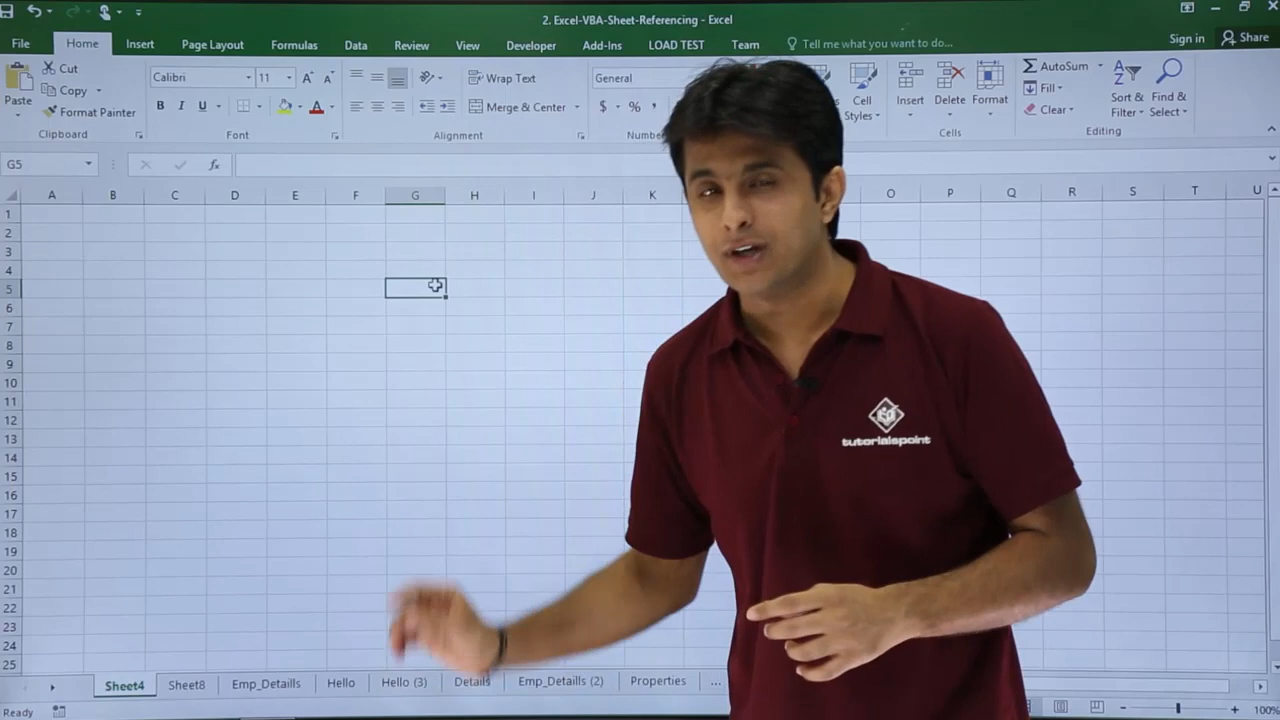 2. Excel-VBA-Sheet-Referencing - Excel
File Home Insert Page Layout Formulas Data Review View Developer Add-Ins LOAD TEST Team Tell me what you want to do... Sign in Share
Paste
Cut
Copy
Format Painter
Clipboard
Calibri 11
B I U
Font
Wrap Text
Merge & Center
Alignment
General
$ % ,
Cell
Styles
Insert Delete Format
Cells
AutoSum
Fill
Clear
Sort &
Filter
Find &
Select
Editing
G5 fx
A B C D E F G H I J K O P Q R S T U
1
2
3
4
5
6
7
8
9
10
11
12
13
14
15
16
17
18
19
20
21
22
23
24
25
tutorialspoint
Sheet4 Sheet8 Emp_Detaills Hello Hello (3) Details Emp_Detaills (2) Properties ...
Ready 100%